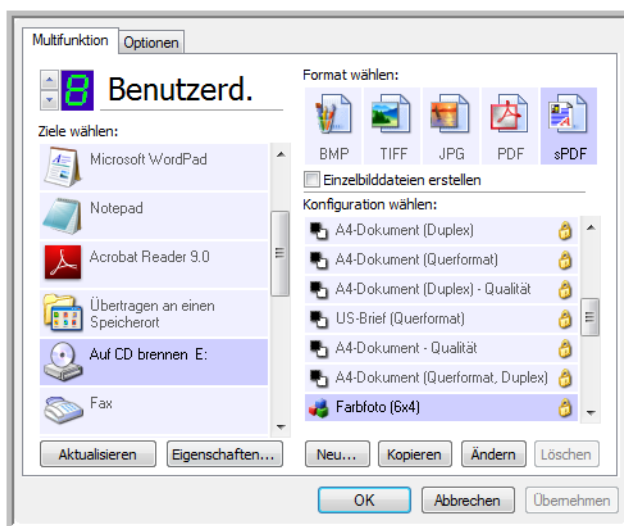 Multifunktion
Optionen
8
Benutzerd.
Ziele wählen:
Microsoft WordPad
Notepad
Acrobat Reader 9.0
Übertragen an einen
Speicherort
Auf CD brennen E:
Fax
Aktualisieren
Eigenschaften...
Format wählen:
BMP
TIFF
JPG
PDF
sPDF
Einzelbilddateien erstellen
Konfiguration wählen:
A4-Dokument (Duplex)
A4-Dokument (Querformat)
A4-Dokument (Duplex) - Qualität
US-Brief (Querformat)
A4-Dokument - Qualität
A4-Dokument (Querformat, Duplex)
Farbfoto (6x4)
Neu...
Kopieren
Ändern
Löschen
OK
Abbrechen
Übernehmen